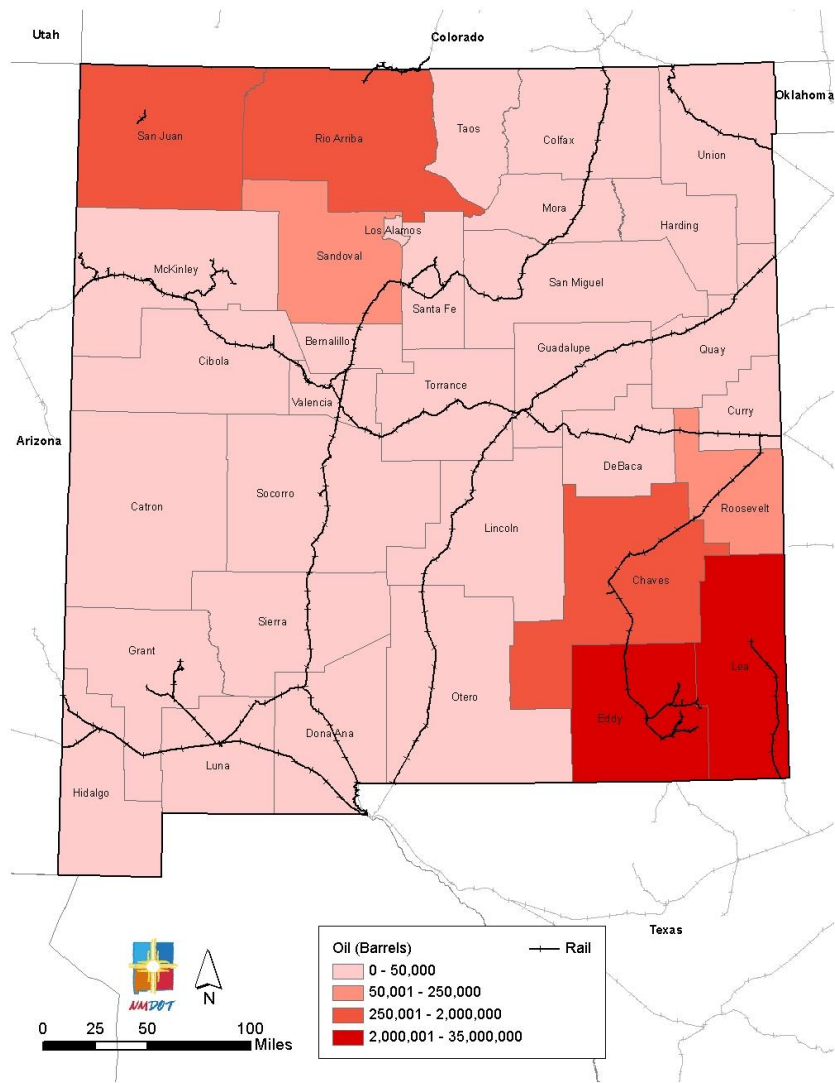 Utah
Colorado
Oklahoma
San Juan
Rio Arriba
Taos
Colfax
Union
Mora
Harding
Los Alamos
Sandoval
McKinley
San Miguel
Santa Fe
Bernalillo
Guadalupe
Quay
Cibola
Torrance
Valencia
Curry
Arizona
DeBaca
Catron
Socorro
Roosevelt
Lincoln
Chaves
Sierra
Grant
Lea
Otero
Eddy
Dona Ana
Luna
Hidalgo
Texas
NMDOT
N
0 25 50 100
Miles
Oil (Barrels)
Rail
0 - 50,000
50,001 - 250,000
250,001 - 2,000,000
2,000,001 - 35,000,000